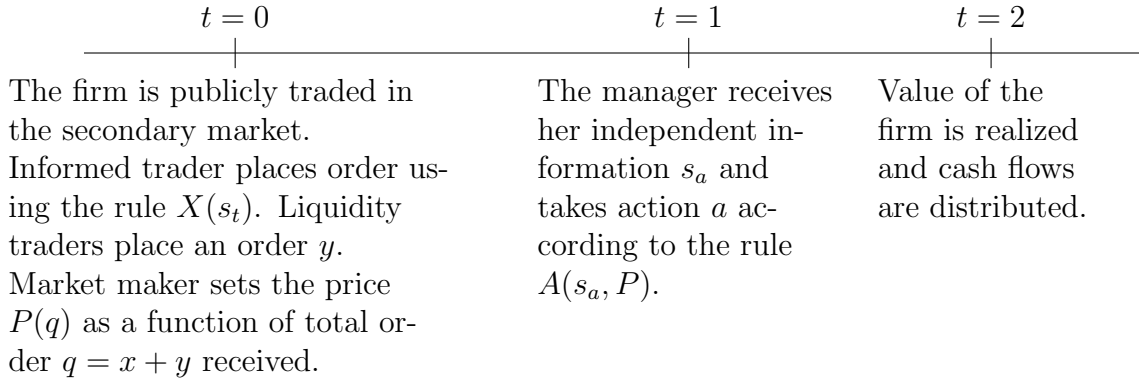 t = 0
t = 1
t = 2
The firm is publicly traded in
the secondary market.
Informed trader places order us-
ing the rule X(s_t). Liquidity
traders place an order y.
Market maker sets the price
P(q) as a function of total or-
der q = x + y received.
The manager receives
her independent in-
formation s_a and
takes action a ac-
cording to the rule
A(s_a, P).
Value of the
firm is realized
and cash flows
are distributed.